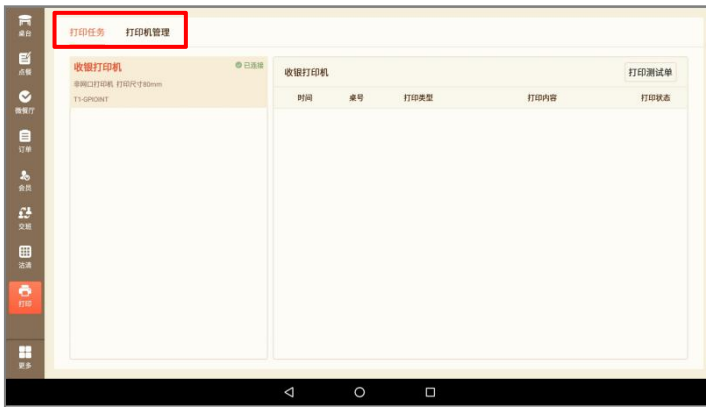 桌台
点餐
微餐厅
订单
会员
交班
沽清
打印
更多
打印任务 打印机管理
收银打印机 已连接
非网口打印机 打印尺寸80mm
T1-GPIOINT
收银打印机 打印测试单
时间 桌号 打印类型 打印内容 打印状态